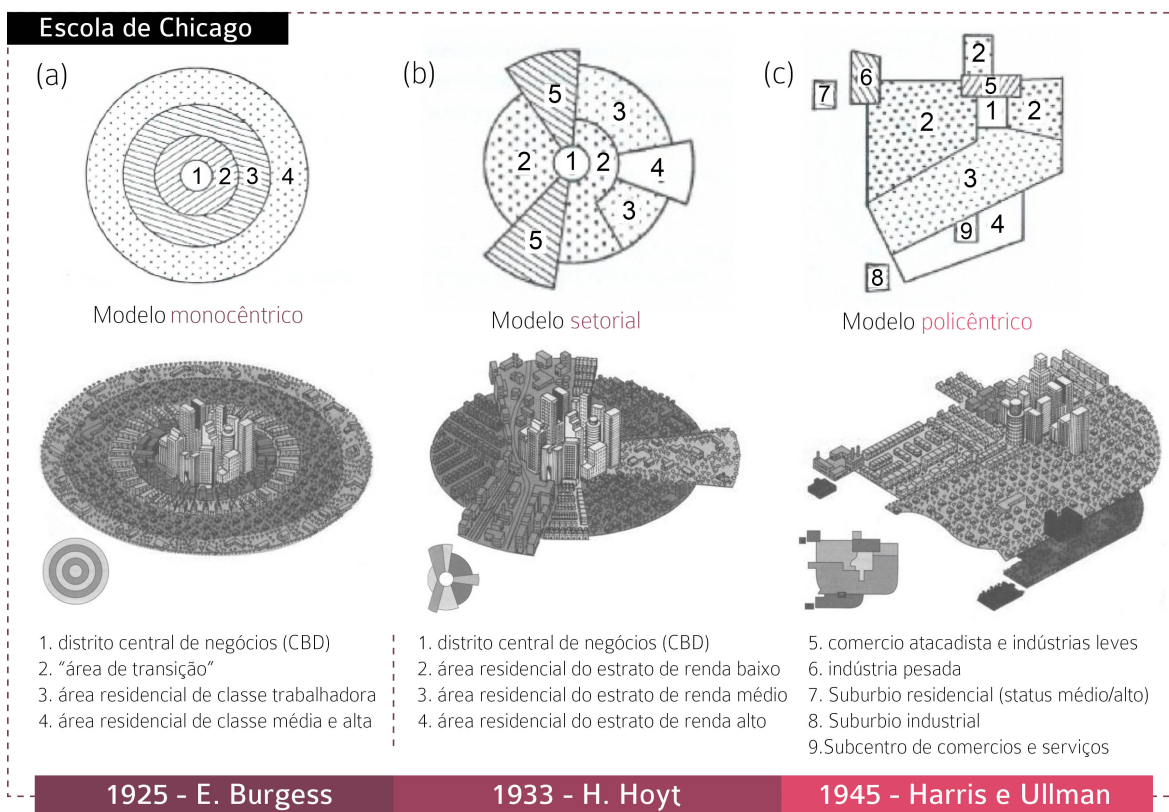 Escola de Chicago
(a)
1 2 3 4
Modelo monocêntrico
(b)
5
3
2 1 2
4
3
5
Modelo setorial
(c)
2
6
5
7
1
2 2
3
4
9
8
Modelo policêntrico
1. distrito central de negócios (CBD)
2. “área de transição”
3. área residencial de classe trabalhadora
4. área residencial de classe média e alta
1. distrito central de negócios (CBD)
2. área residencial do estrato de renda baixo
3. área residencial do estrato de renda médio
4. área residencial do estrato de renda alto
5. comercio atacadista e indústrias leves
6. indústria pesada
7. Suburbio residencial (status médio/alto)
8. Suburbio industrial
9.Subcentro de comercios e serviços
1925 - E. Burgess
1933 - H. Hoyt
1945 - Harris e Ullman